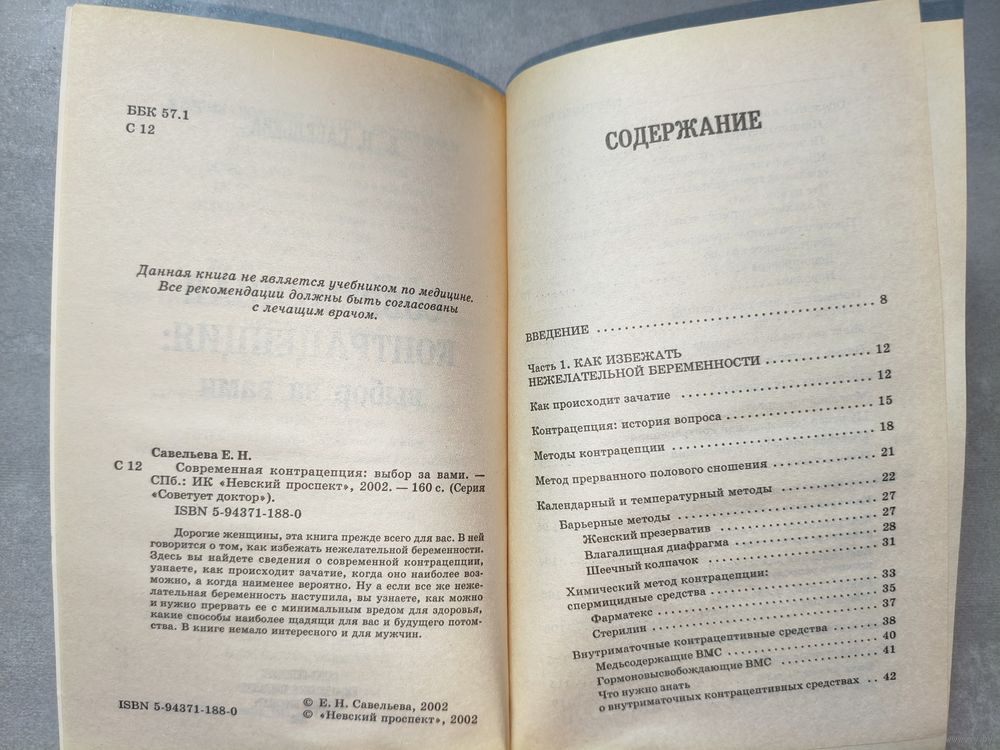 ББК 57.1
С 12
Данная книга не является учебником по медицине.
Все рекомендации должны быть согласованы
с лечащим врачом.
Савельева Е. Н.
С 12 Современная контрацепция: выбор за вами. —
СПб.: ИК «Невский проспект», 2002. — 160 с. (Серия
«Советует доктор»).
ISBN 5-94371-188-0
Дорогие женщины, эта книга прежде всего для вас. В ней
говорится о том, как избежать нежелательной беременности.
Здесь вы найдете сведения о современной контрацепции,
узнаете, как происходит зачатие, когда оно наиболее воз-
можно, а когда наименее вероятно. Ну а если все же неже-
лательная беременность наступила, вы узнаете, как можно
и нужно прервать ее с минимальным вредом для здоровья,
какие способы наиболее щадящи для вас и будущего потом-
ства. В книге немало интересного и для мужчин.
ISBN 5-94371-188-0
© Е. Н. Савельева, 2002
© «Невский проспект», 2002
СОДЕРЖАНИЕ
ВВЕДЕНИЕ ........ 8
Часть 1. КАК ИЗБЕЖАТЬ
НЕЖЕЛАТЕЛЬНОЙ БЕРЕМЕННОСТИ ........ 12
Как происходит зачатие ........ 12
Контрацепция: история вопроса ........ 15
Методы контрацепции ........ 18
Метод прерванного полового сношения ........ 21
Календарный и температурный методы ........ 22
Барьерные методы ........ 27
Женский презерватив ........ 27
Влагалищная диафрагма ........ 28
Шеечный колпачок ........ 31
Химический метод контрацепции:
спермицидные средства ........ 33
Фарматекс ........ 35
Стерилин ........ 37
Внутриматочные контрацептивные средства ........ 38
Медьсодержащие ВМС ........ 40
Гормоновысвобождающие ВМС ........ 41
Что нужно знать
о внутриматочных контрацептивных средствах .. 42